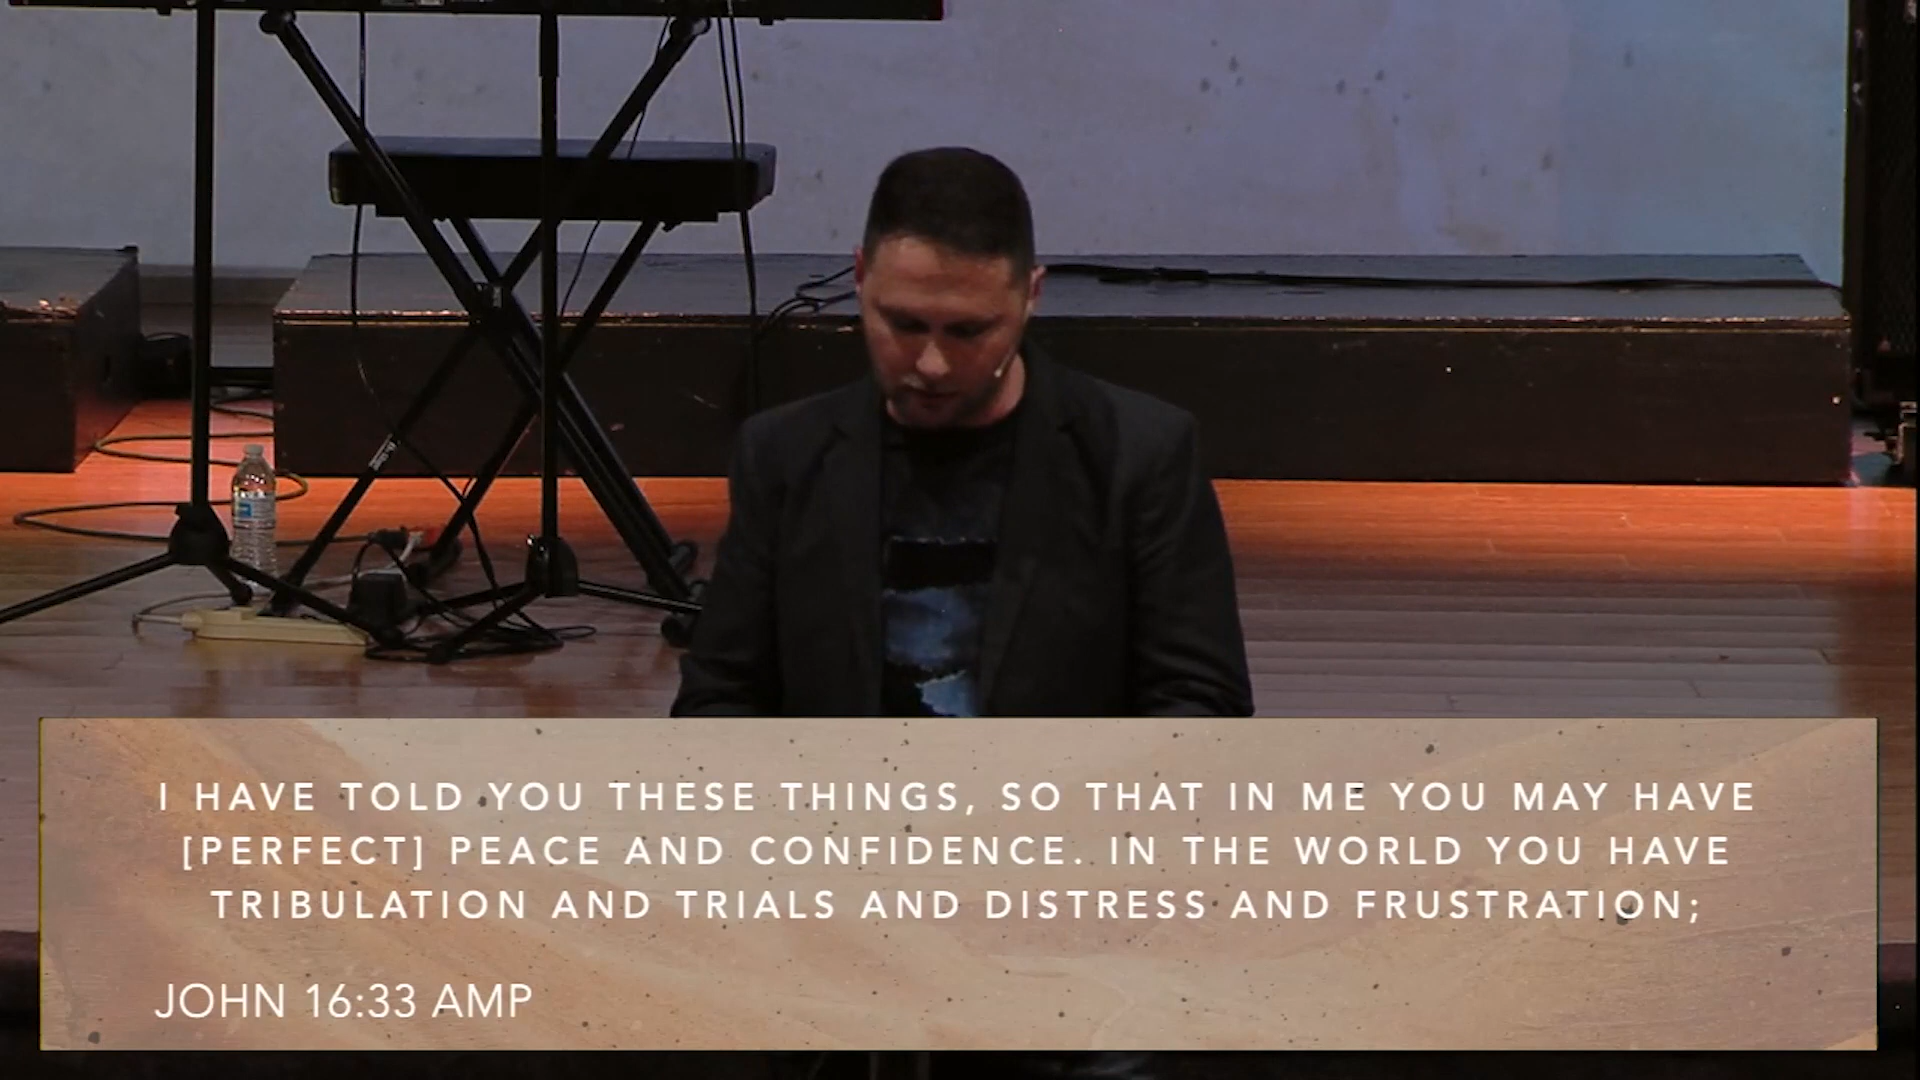 I HAVE TOLD YOU THESE THINGS, SO THAT IN ME YOU MAY HAVE
[PERFECT] PEACE AND CONFIDENCE. IN THE WORLD YOU HAVE
TRIBULATION AND TRIALS AND DISTRESS AND FRUSTRATION;
JOHN 16:33 AMP